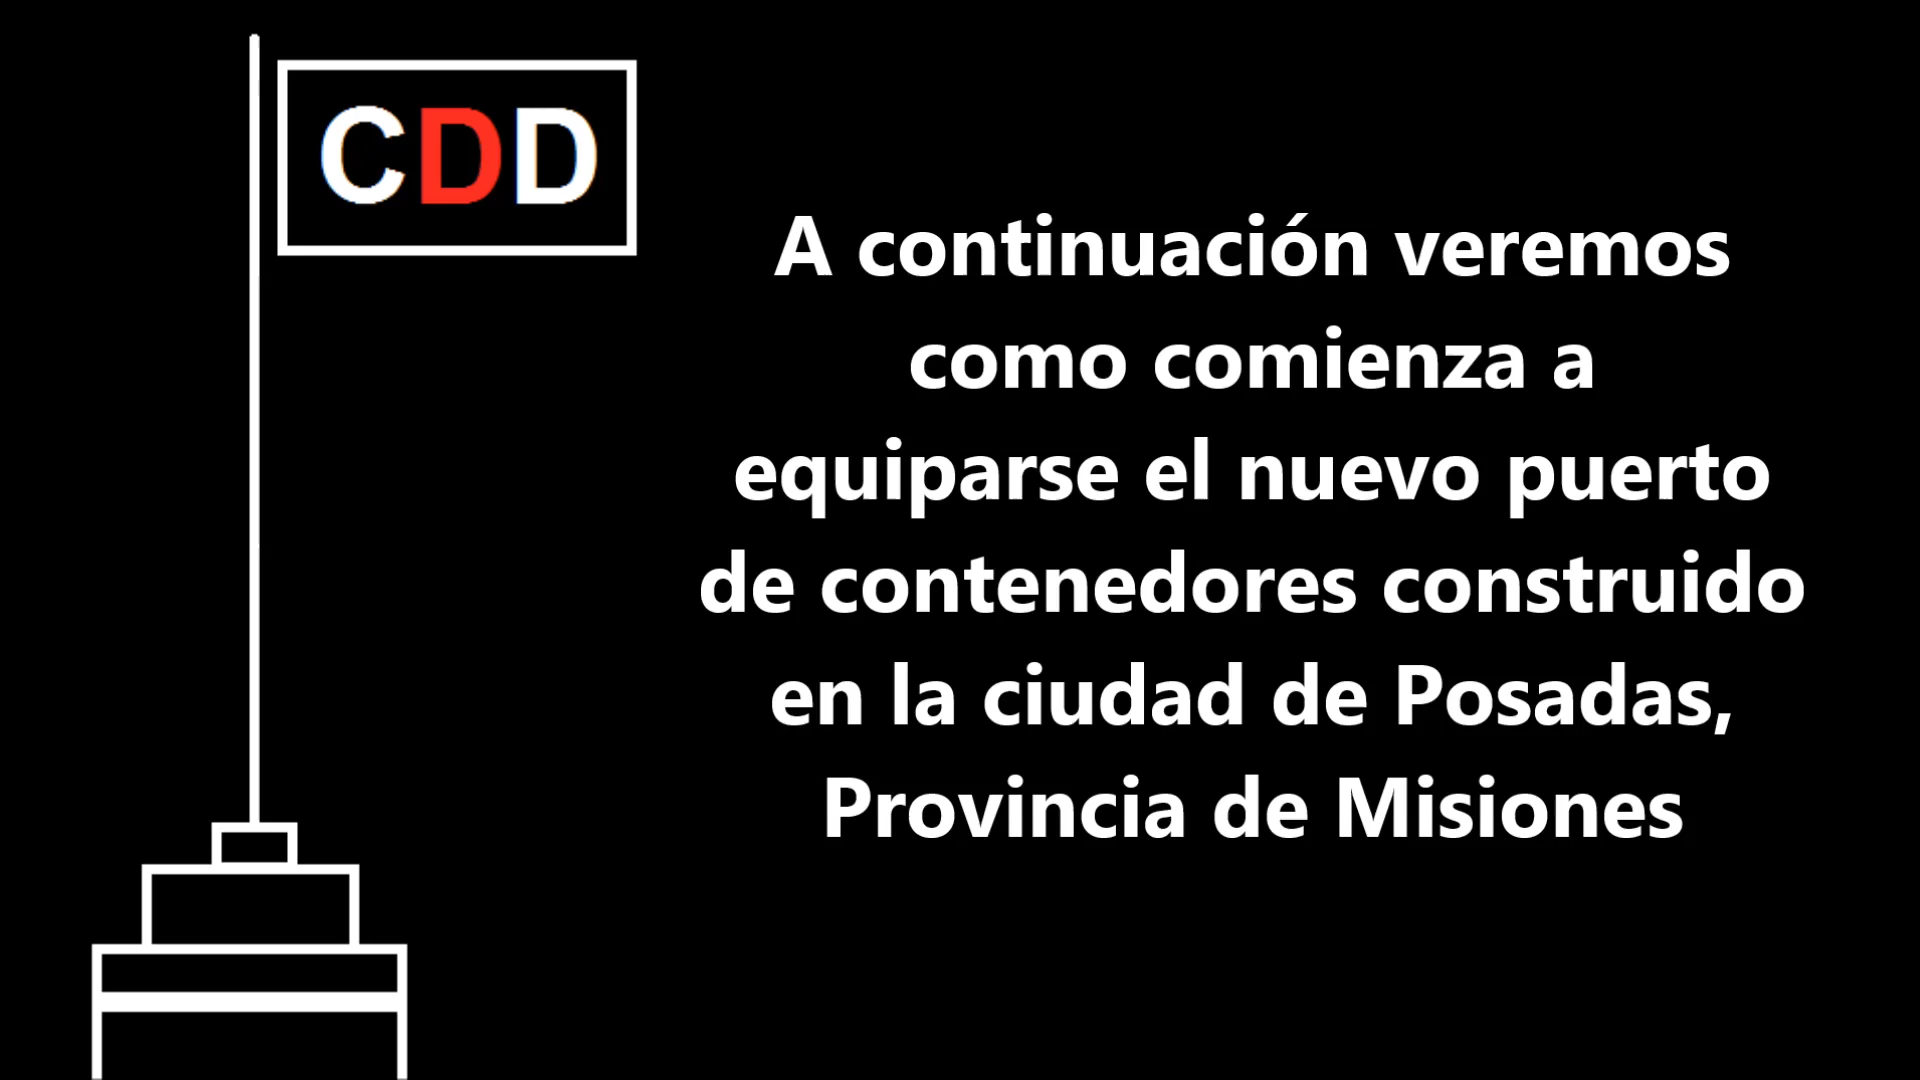 CDD
A continuación veremos
como comienza a
equiparse el nuevo puerto
de contenedores construido
en la ciudad de Posadas,
Provincia de Misiones